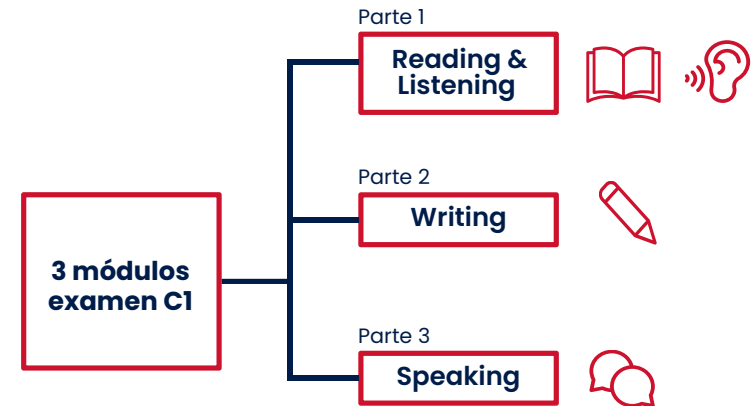 Parte 1
Reading &
Listening
Parte 2
Writing
3 módulos
examen C1
Parte 3
Speaking